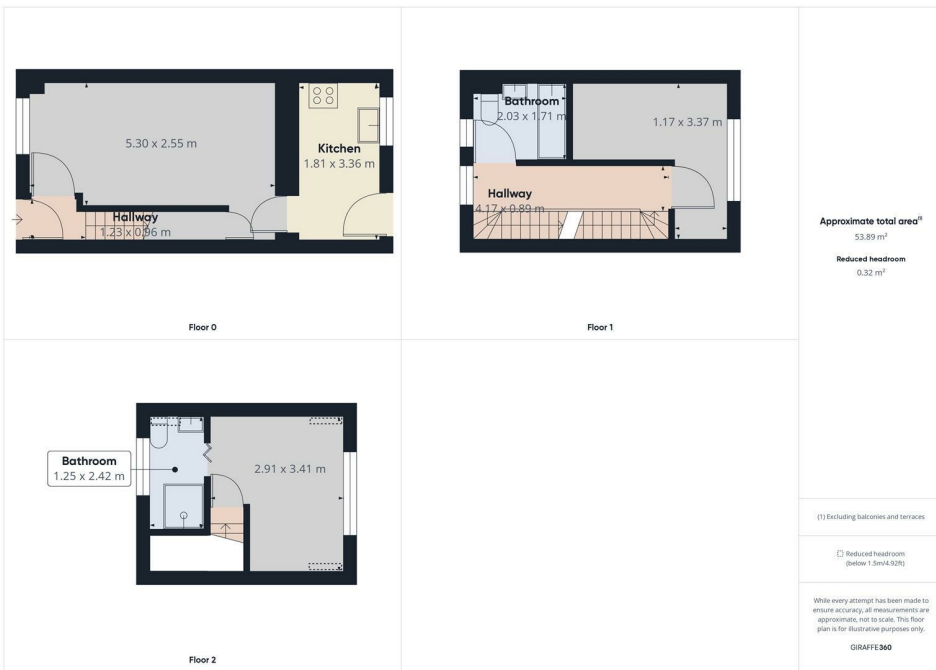 5.30 x 2.55 m
Kitchen
1.81 x 3.36 m
Hallway
1.23 x 0.96 m
Floor 0
Bathroom
2.03 x 1.71 m
1.17 x 3.37 m
Hallway
4.17 x 0.89 m
Floor 1
Bathroom
1.25 x 2.42 m
2.91 x 3.41 m
Floor 2
Approximate total area(1)
53.89 m²
Reduced headroom
0.32 m²
(1) Excluding balconies and terraces
Reduced headroom
(below 1.5m/4.92ft)
While every attempt has been made to
ensure accuracy, all measurements are
approximate, not to scale. This floor
plan is for illustrative purposes only.
GIRAFFE360